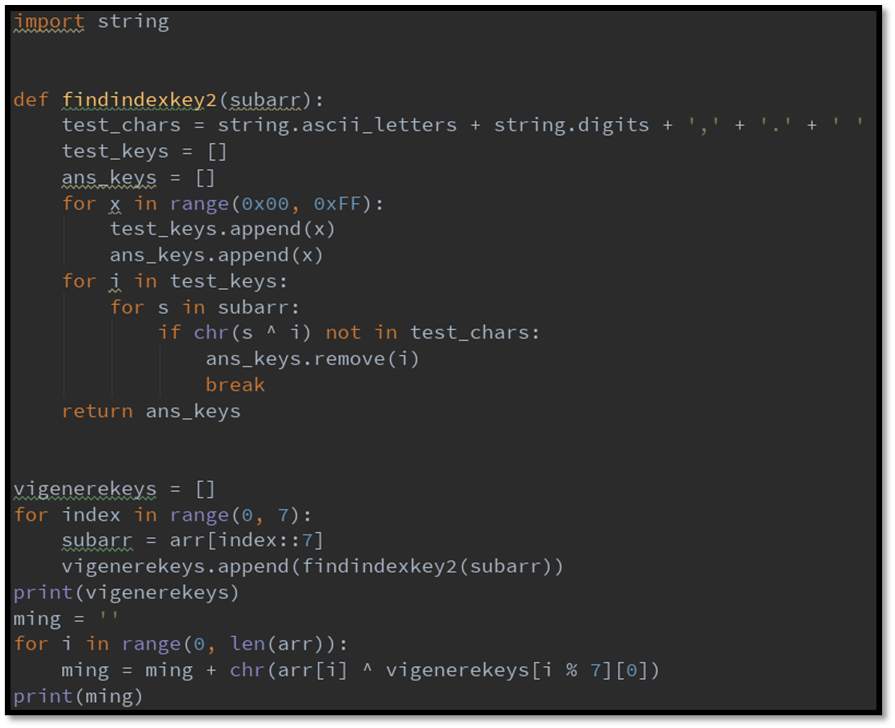 import string
def findindexkey2(subarr):
    test_chars = string.ascii_letters + string.digits + ',' + '.' + ' '
    test_keys = []
    ans_keys = []
    for x in range(0x00, 0xFF):
        test_keys.append(x)
        ans_keys.append(x)
    for i in test_keys:
        for s in subarr:
            if chr(s ^ i) not in test_chars:
                ans_keys.remove(i)
                break
    return ans_keys
vigenerekeys = []
for index in range(0, 7):
    subarr = arr[index::7]
    vigenerekeys.append(findindexkey2(subarr))
print(vigenerekeys)
ming = ''
for i in range(0, len(arr)):
    ming = ming + chr(arr[i] ^ vigenerekeys[i % 7][0])
print(ming)